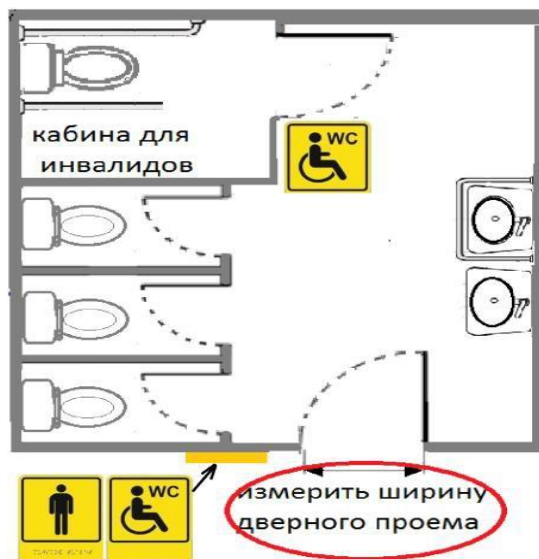 кабина для
инвалидов
WC
WC
измерить ширину
дверного проема